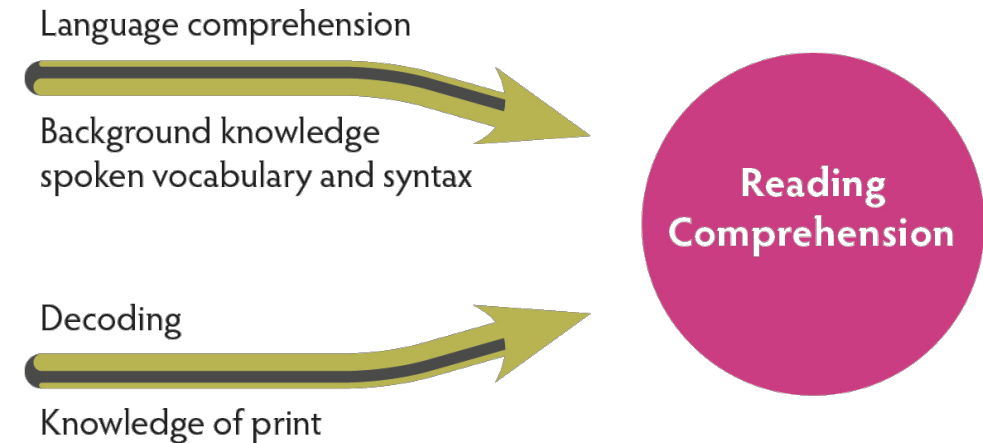 Language comprehension
Background knowledge
spoken vocabulary and syntax
Decoding
Knowledge of print
Reading
Comprehension